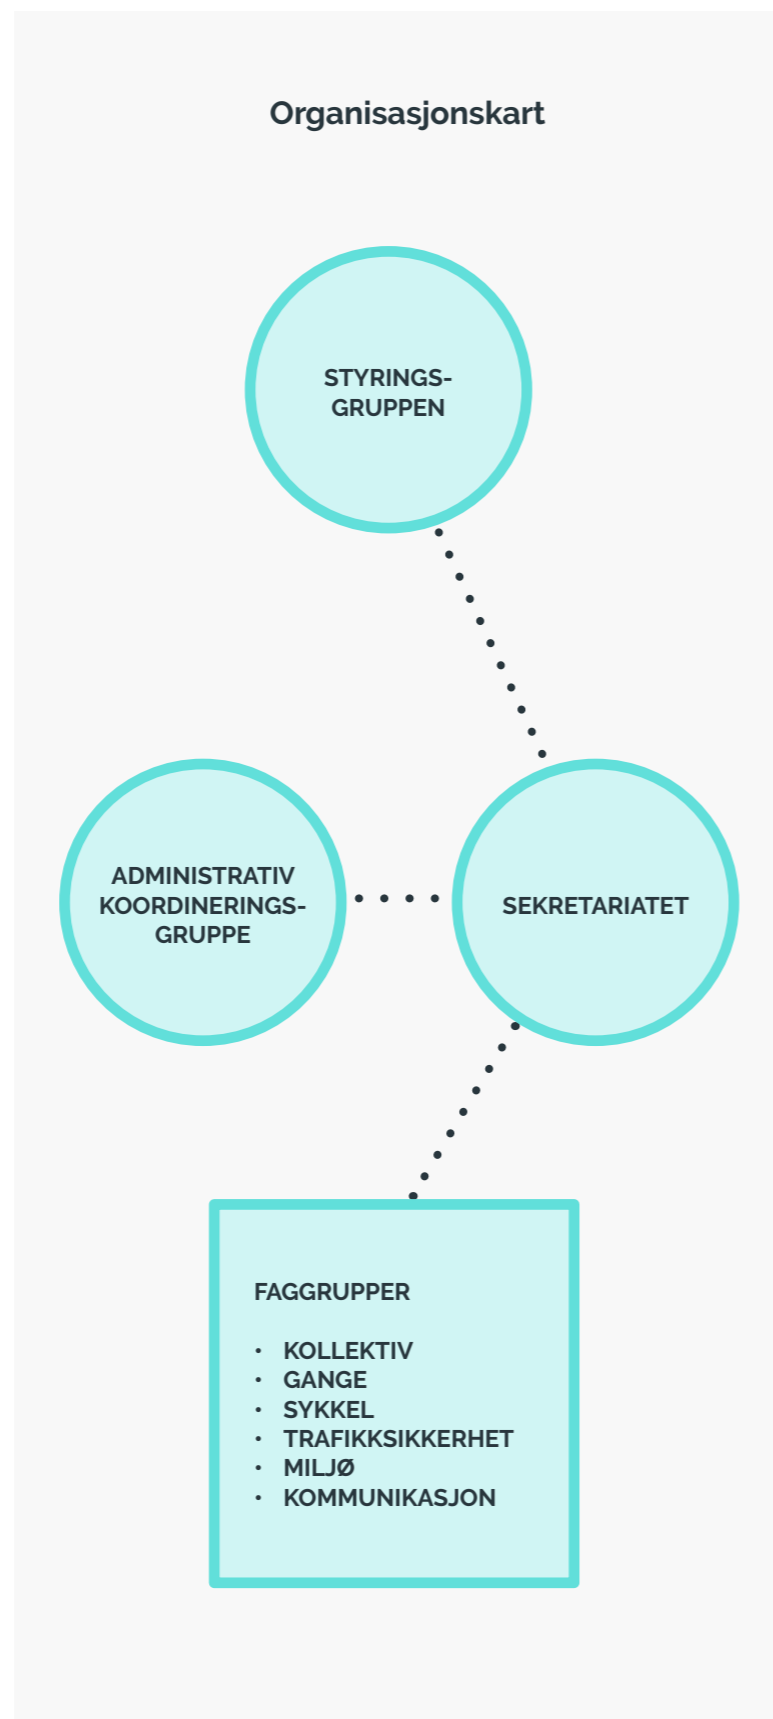 Organisasjonskart
STYRINGS-
GRUPPEN
ADMINISTRATIV
KOORDINERINGS-
GRUPPE
SEKRETARIATET
FAGGRUPPER
• KOLLEKTIV
• GANGE
• SYKKEL
• TRAFIKKSIKKERHET
• MILJØ
• KOMMUNIKASJON